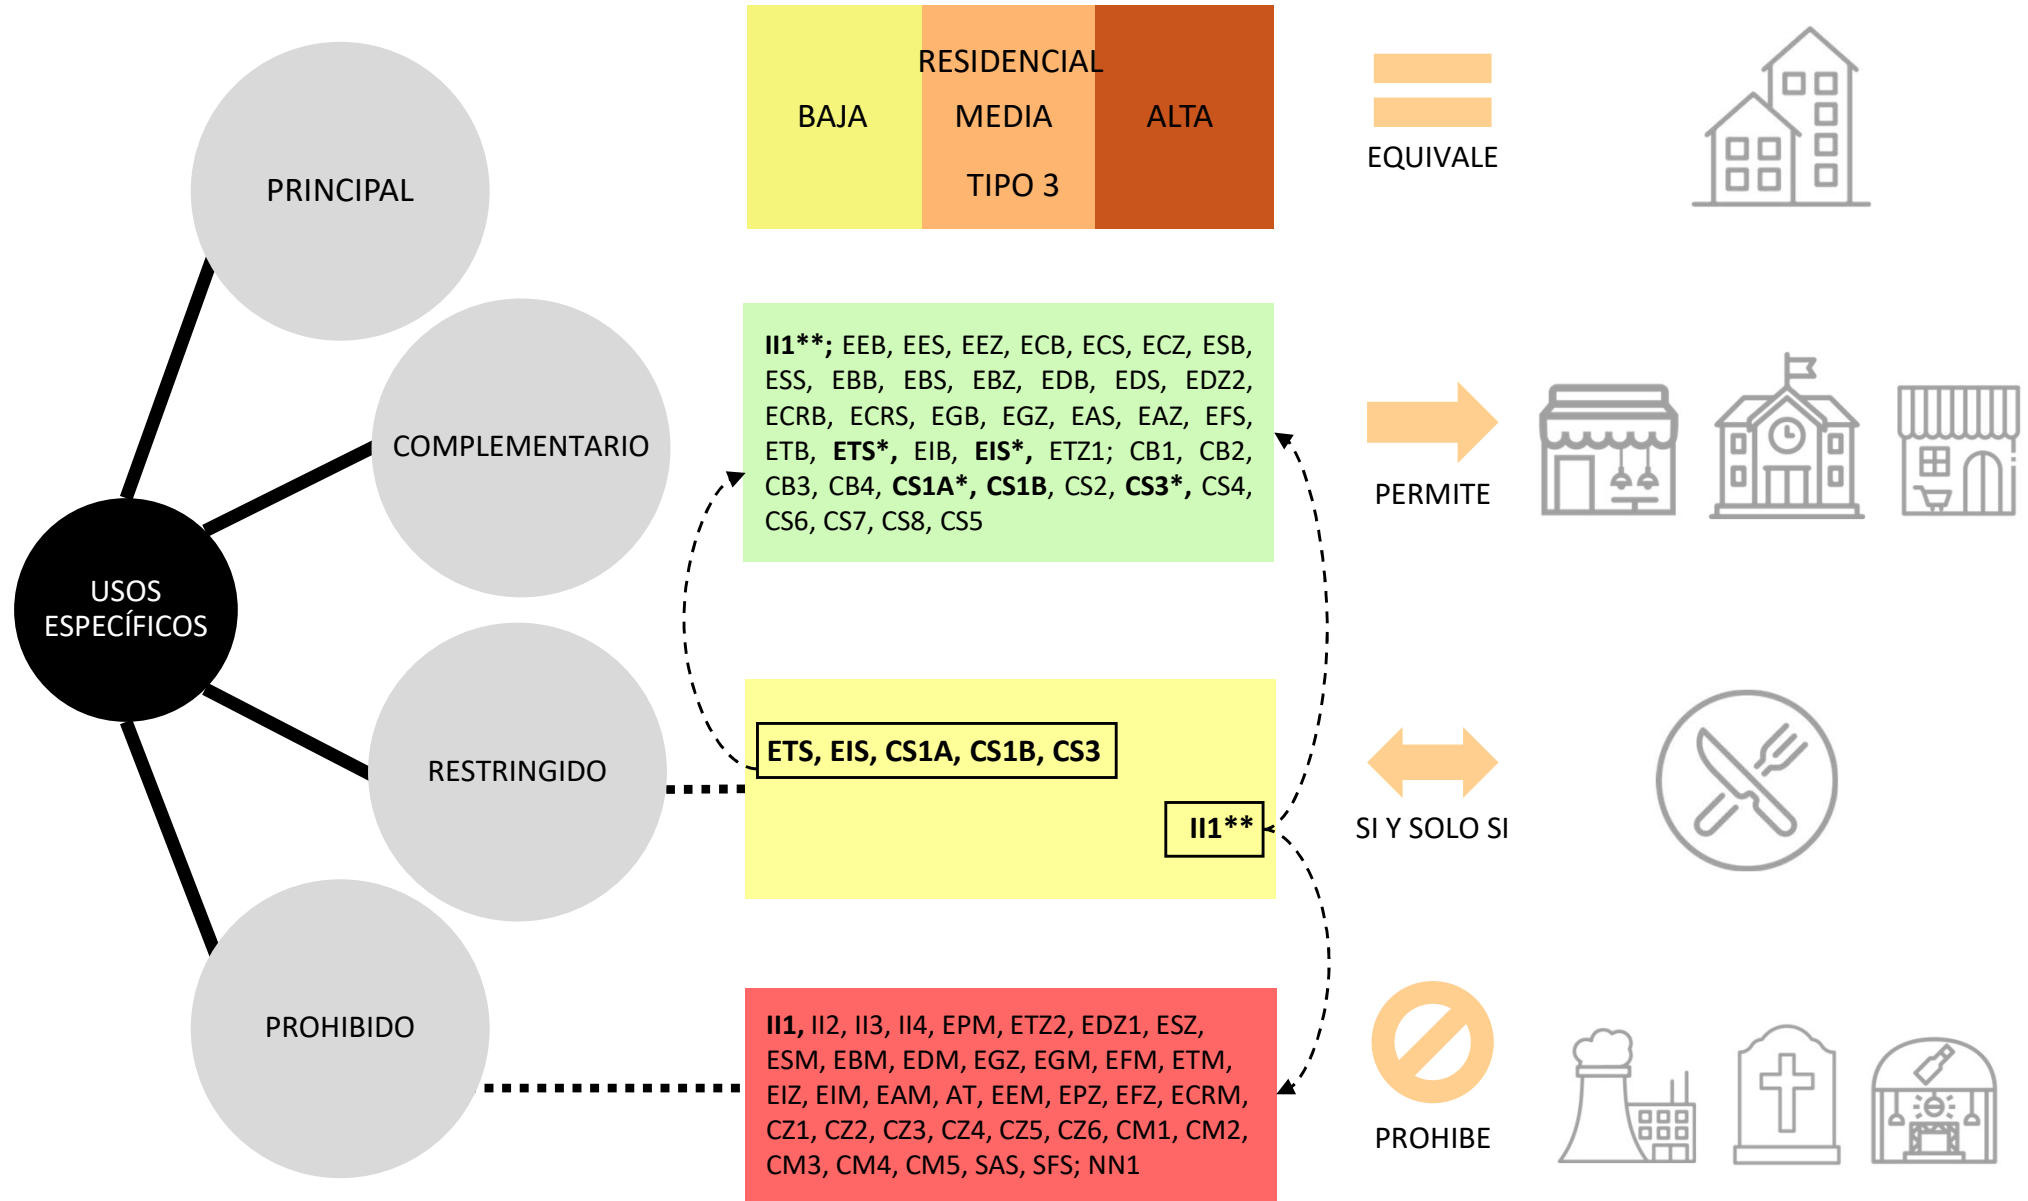 PRINCIPAL
RESIDENCIAL
BAJA
MEDIA
ALTA
TIPO 3
EQUIVALE
COMPLEMENTARIO
II1**; EEB, EES, EEZ, ECB, ECS, ECZ, ESB,
ESS, EBB, EBS, EBZ, EDB, EDS, EDZ2,
ECRB, ECRS, EGB, EGZ, EAS, EAZ, EFS,
ETB, ETS*, EIB, EIS*, ETZ1; CB1, CB2,
CB3, CB4, CS1A*, CS1B, CS2, CS3*, CS4,
CS6, CS7, CS8, CS5
PERMITE
USOS
ESPECÍFICOS
RESTRINGIDO
ETS, EIS, CS1A, CS1B, CS3
II1**
SI Y SOLO SI
PROHIBIDO
II1, II2, II3, II4, EPM, ETZ2, EDZ1, ESZ,
ESM, EBM, EDM, EGZ, EGM, EFM, ETM,
EIZ, EIM, EAM, AT, EEM, EPZ, EFZ, ECRM,
CZ1, CZ2, CZ3, CZ4, CZ5, CZ6, CM1, CM2,
CM3, CM4, CM5, SAS, SFS; NN1
PROHIBE